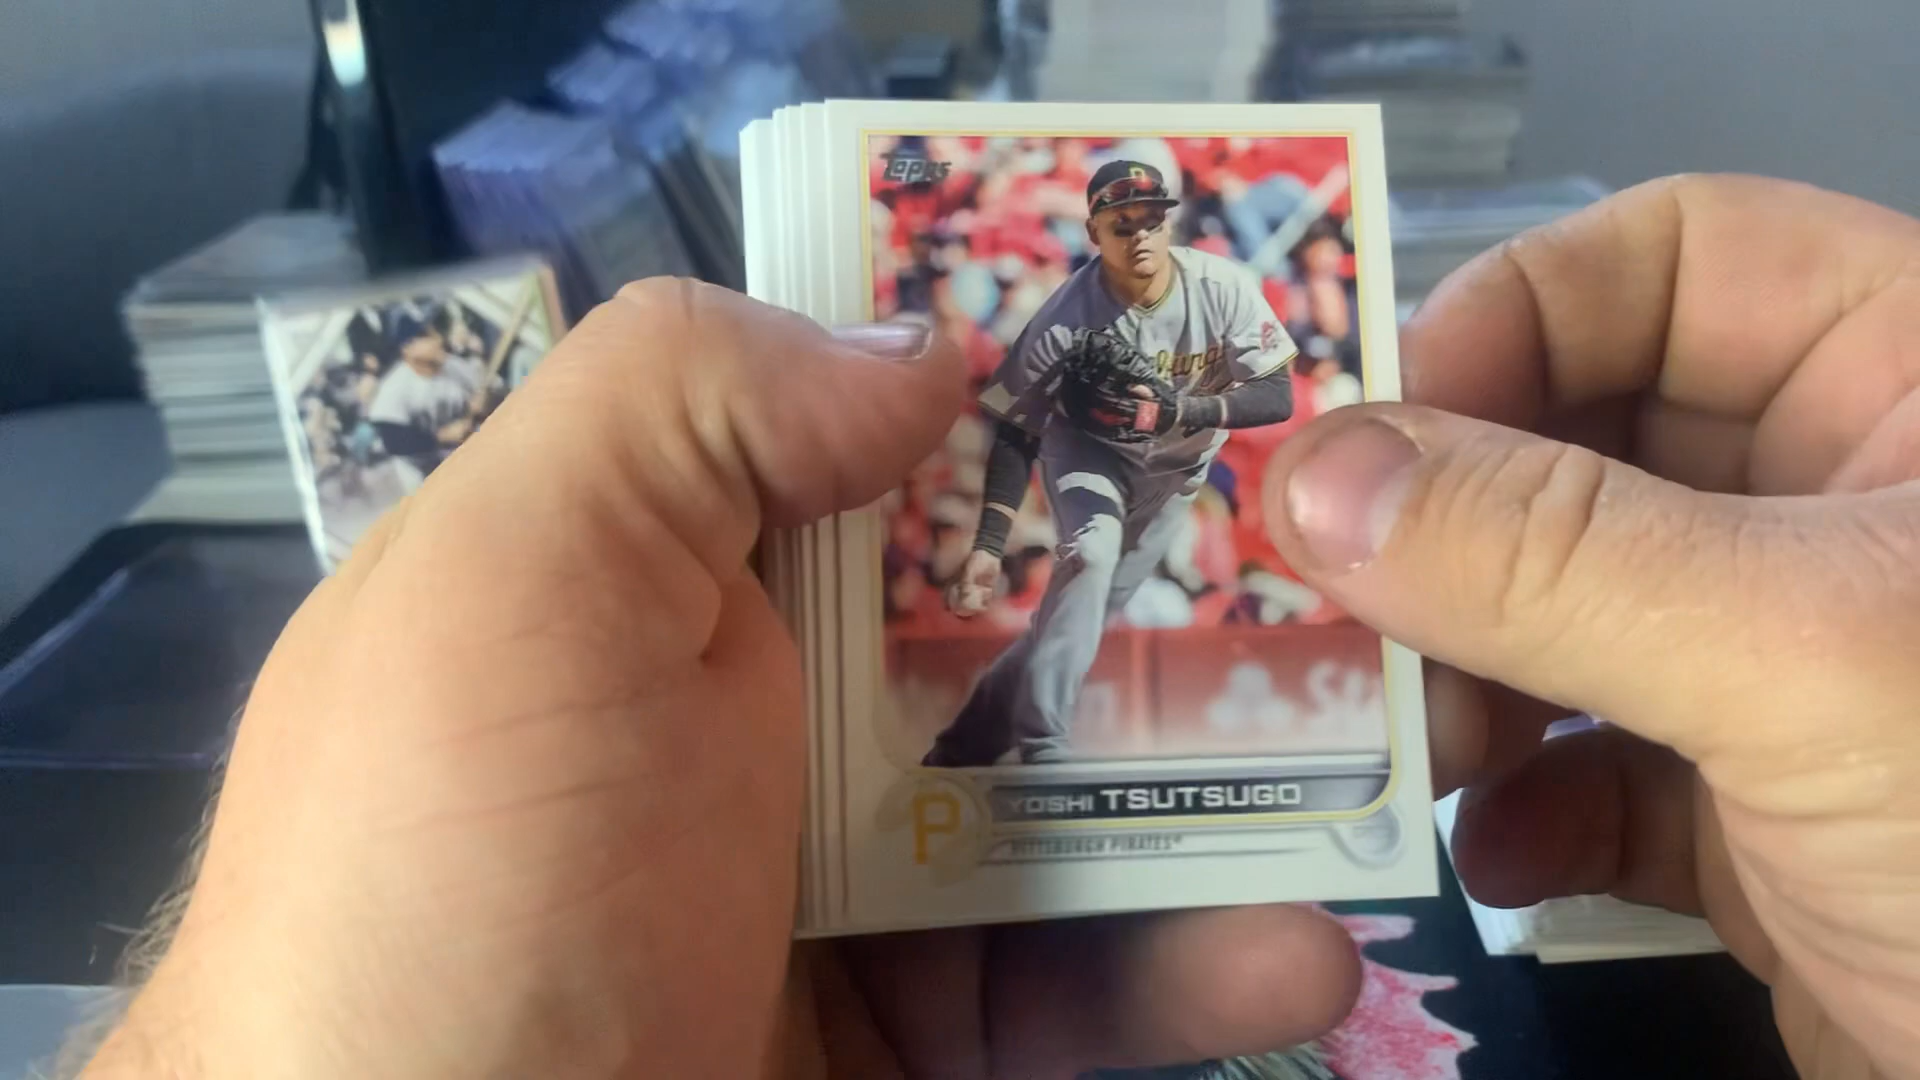 Topps
P
YOSHI TSUTSUGO
P
PITTSBURGH PIRATES®